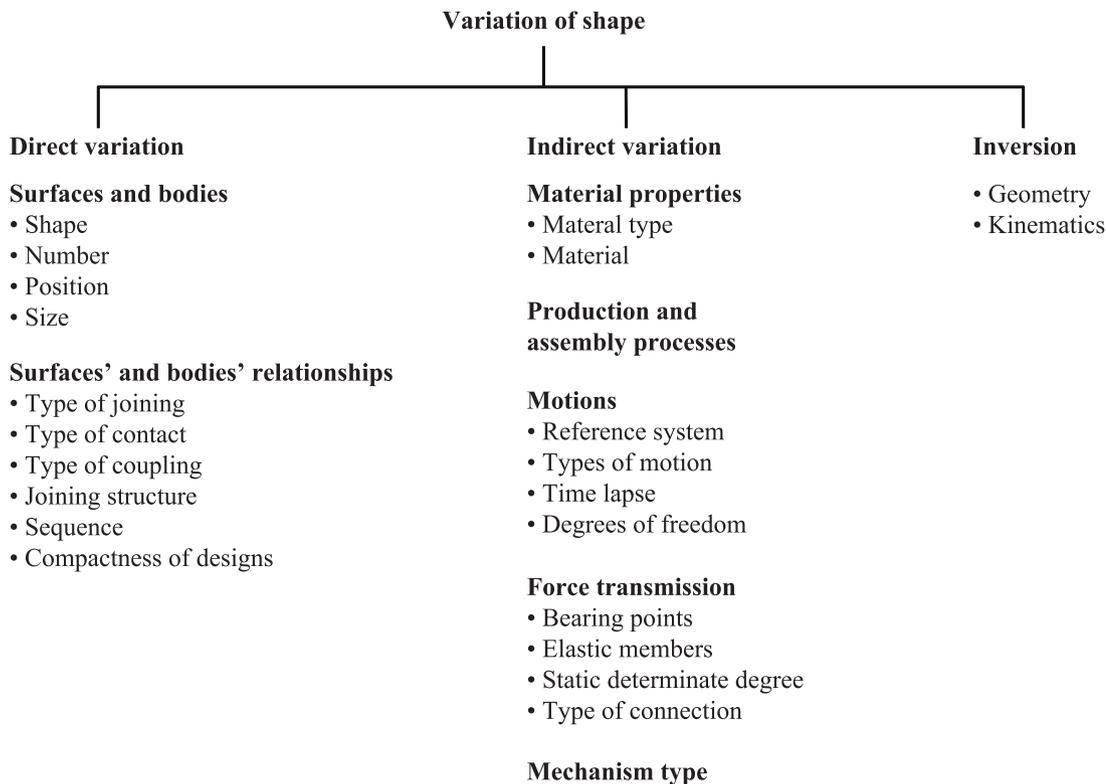 Variation of shape
Direct variation
Surfaces and bodies
• Shape
• Number
• Position
• Size
Surfaces’ and bodies’ relationships
• Type of joining
• Type of contact
• Type of coupling
• Joining structure
• Sequence
• Compactness of designs
Indirect variation
Material properties
• Materal type
• Material
Production and
assembly processes
Motions
• Reference system
• Types of motion
• Time lapse
• Degrees of freedom
Force transmission
• Bearing points
• Elastic members
• Static determinate degree
• Type of connection
Mechanism type
Inversion
• Geometry
• Kinematics